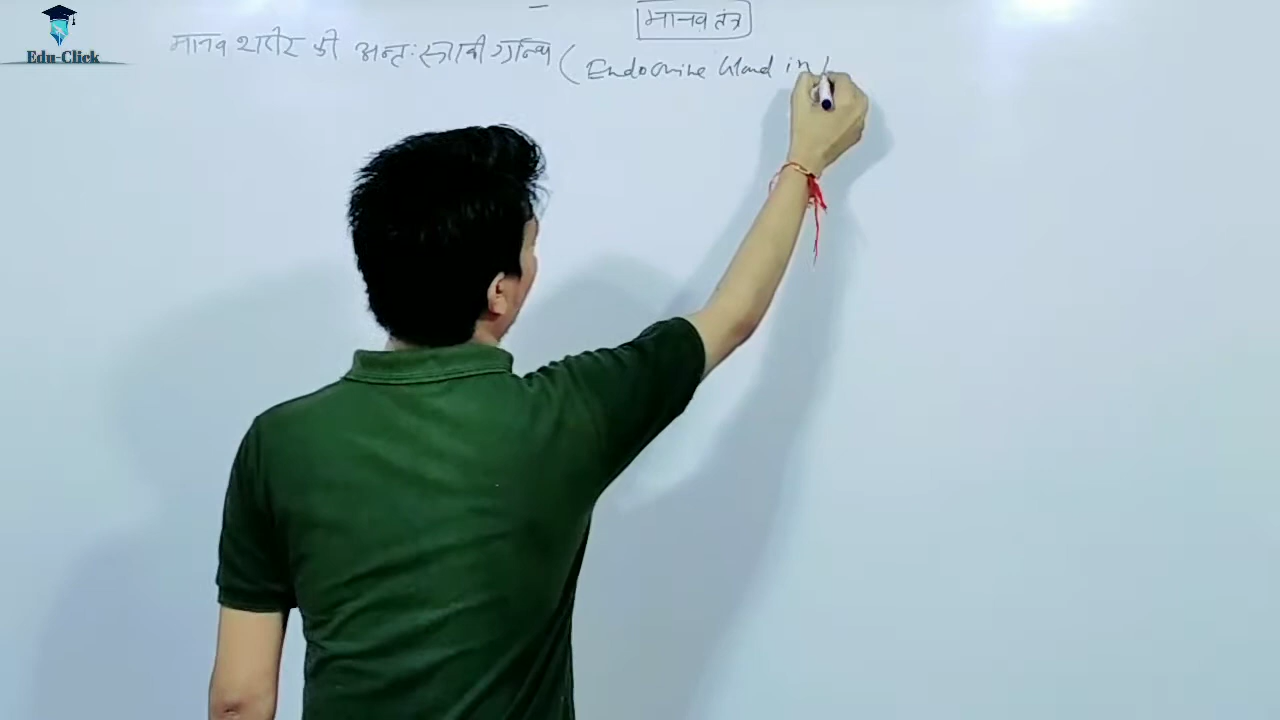 Edu-Click
मानव तंत्र
मानव शरीर की अन्तःस्त्रावी ग्रन्थि ( Endocrine Gland in